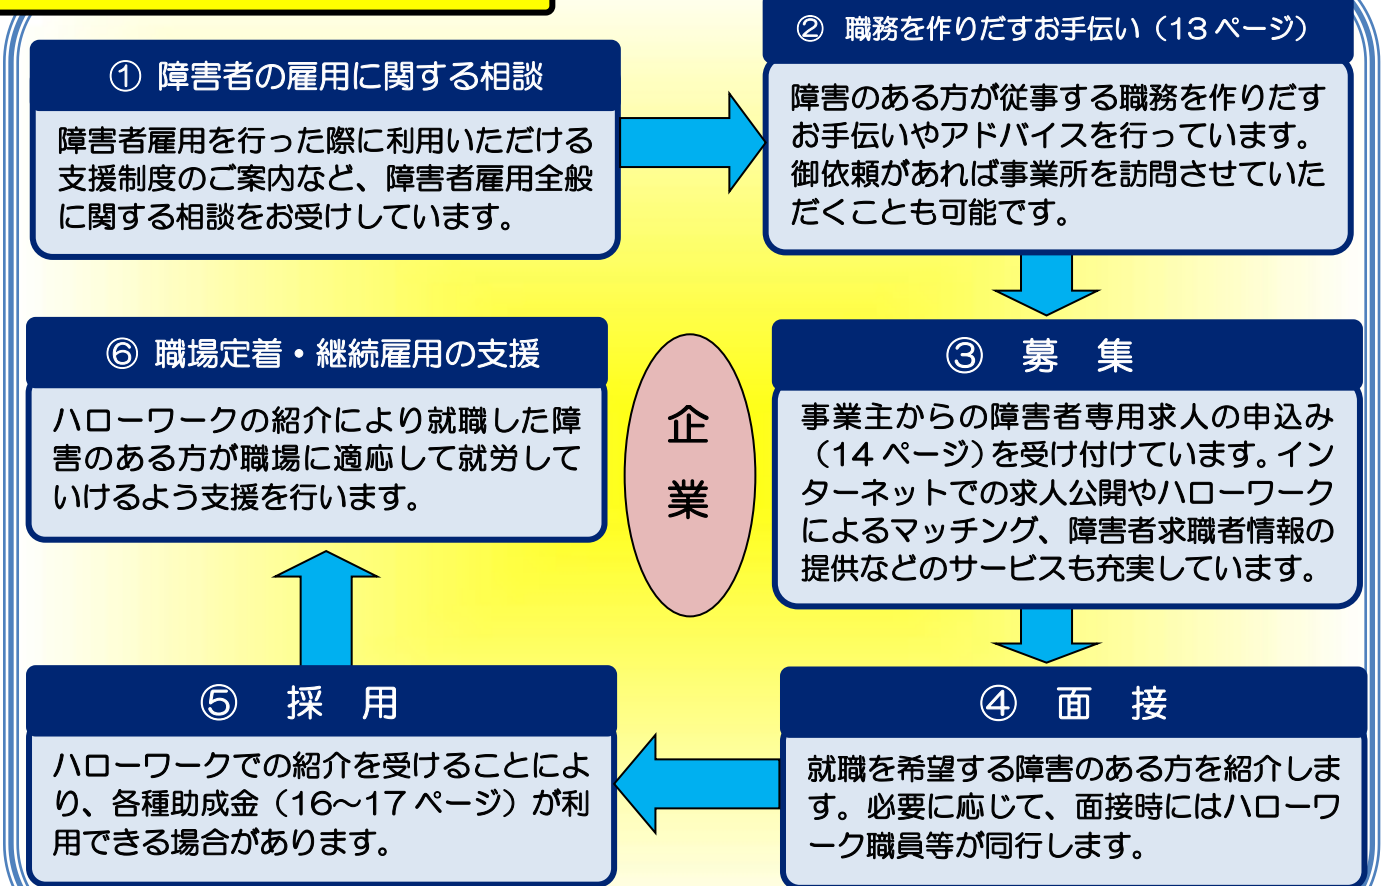 ① 障害者の雇用に関する相談
障害者雇用を行った際に利用いただける
支援制度のご案内など、障害者雇用全般
に関する相談をお受けしています。
② 職務を作りだすお手伝い（13 ページ）
障害のある方が従事する職務を作りだす
お手伝いやアドバイスを行っています。
御依頼があれば事業所を訪問させていた
だくことも可能です。
③ 募 集
事業主からの障害者専用求人の申込み
（14 ページ）を受け付けています。イン
ターネットでの求人公開やハローワーク
によるマッチング、障害者求職者情報の
提供などのサービスも充実しています。
④ 面 接
就職を希望する障害のある方を紹介しま
す。必要に応じて、面接時にはハローワ
ーク職員等が同行します。
⑤ 採 用
ハローワークでの紹介を受けることによ
り、各種助成金（16～17 ページ）が利
用できる場合があります。
⑥ 職場定着・継続雇用の支援
ハローワークの紹介により就職した障
害のある方が職場に適応して就労して
いけるよう支援を行います。
企
業